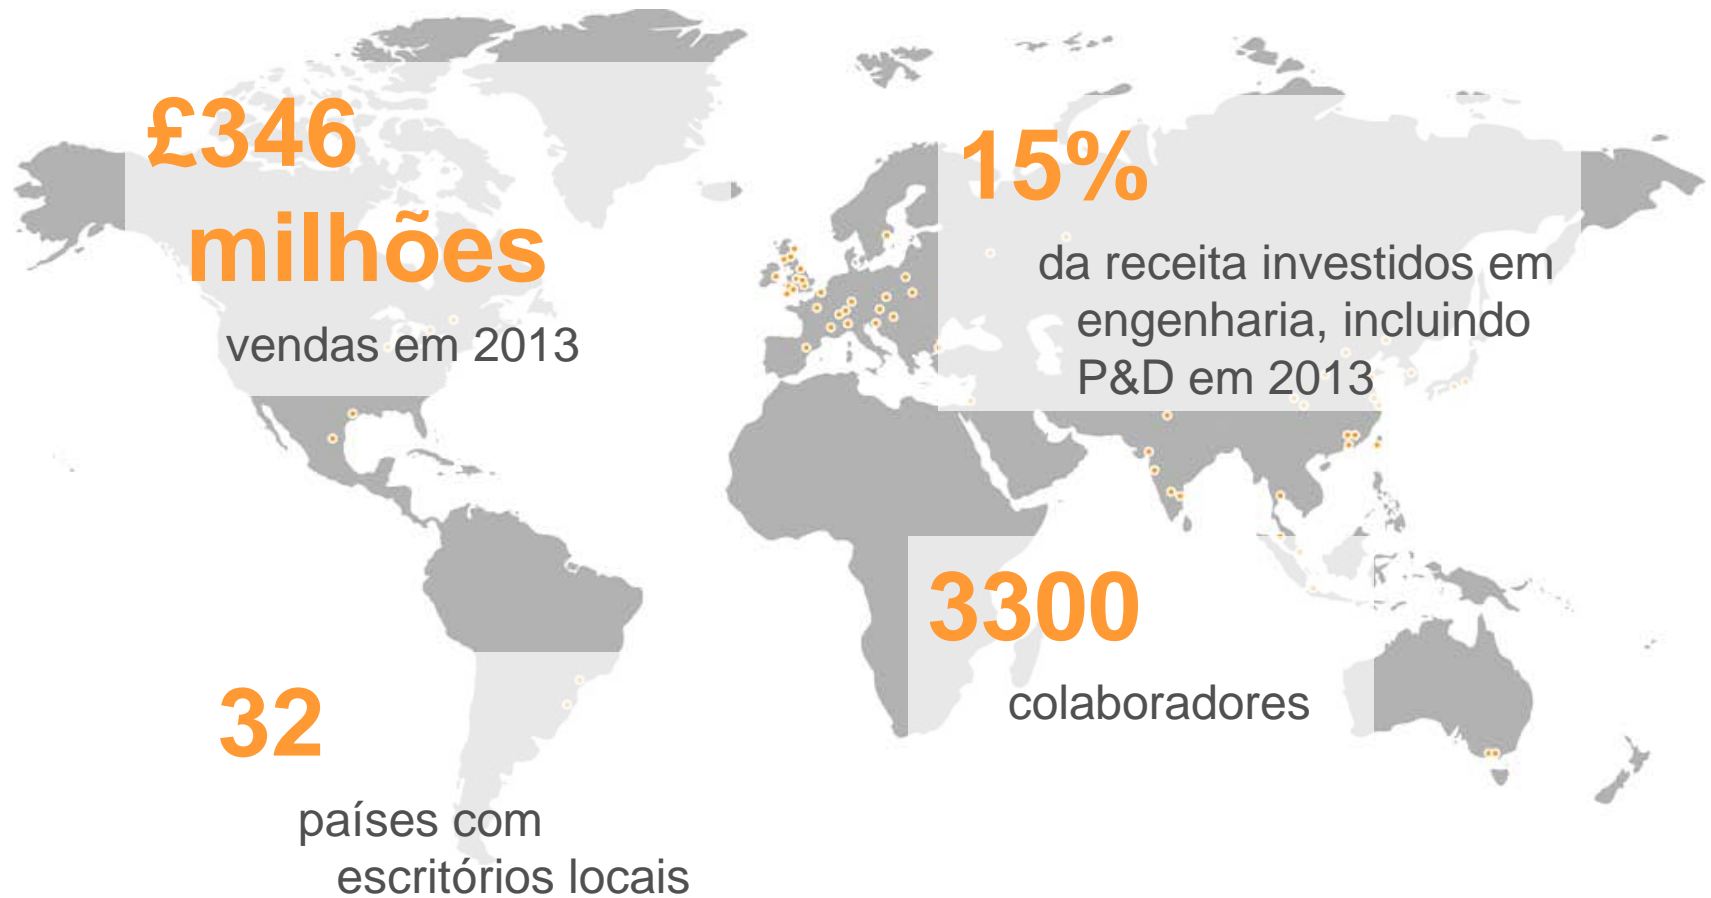 £346
milhões
vendas em 2013
15%
da receita investidos em
engenharia, incluindo
P&D em 2013
3300
colaboradores
32
países com
escritórios locais